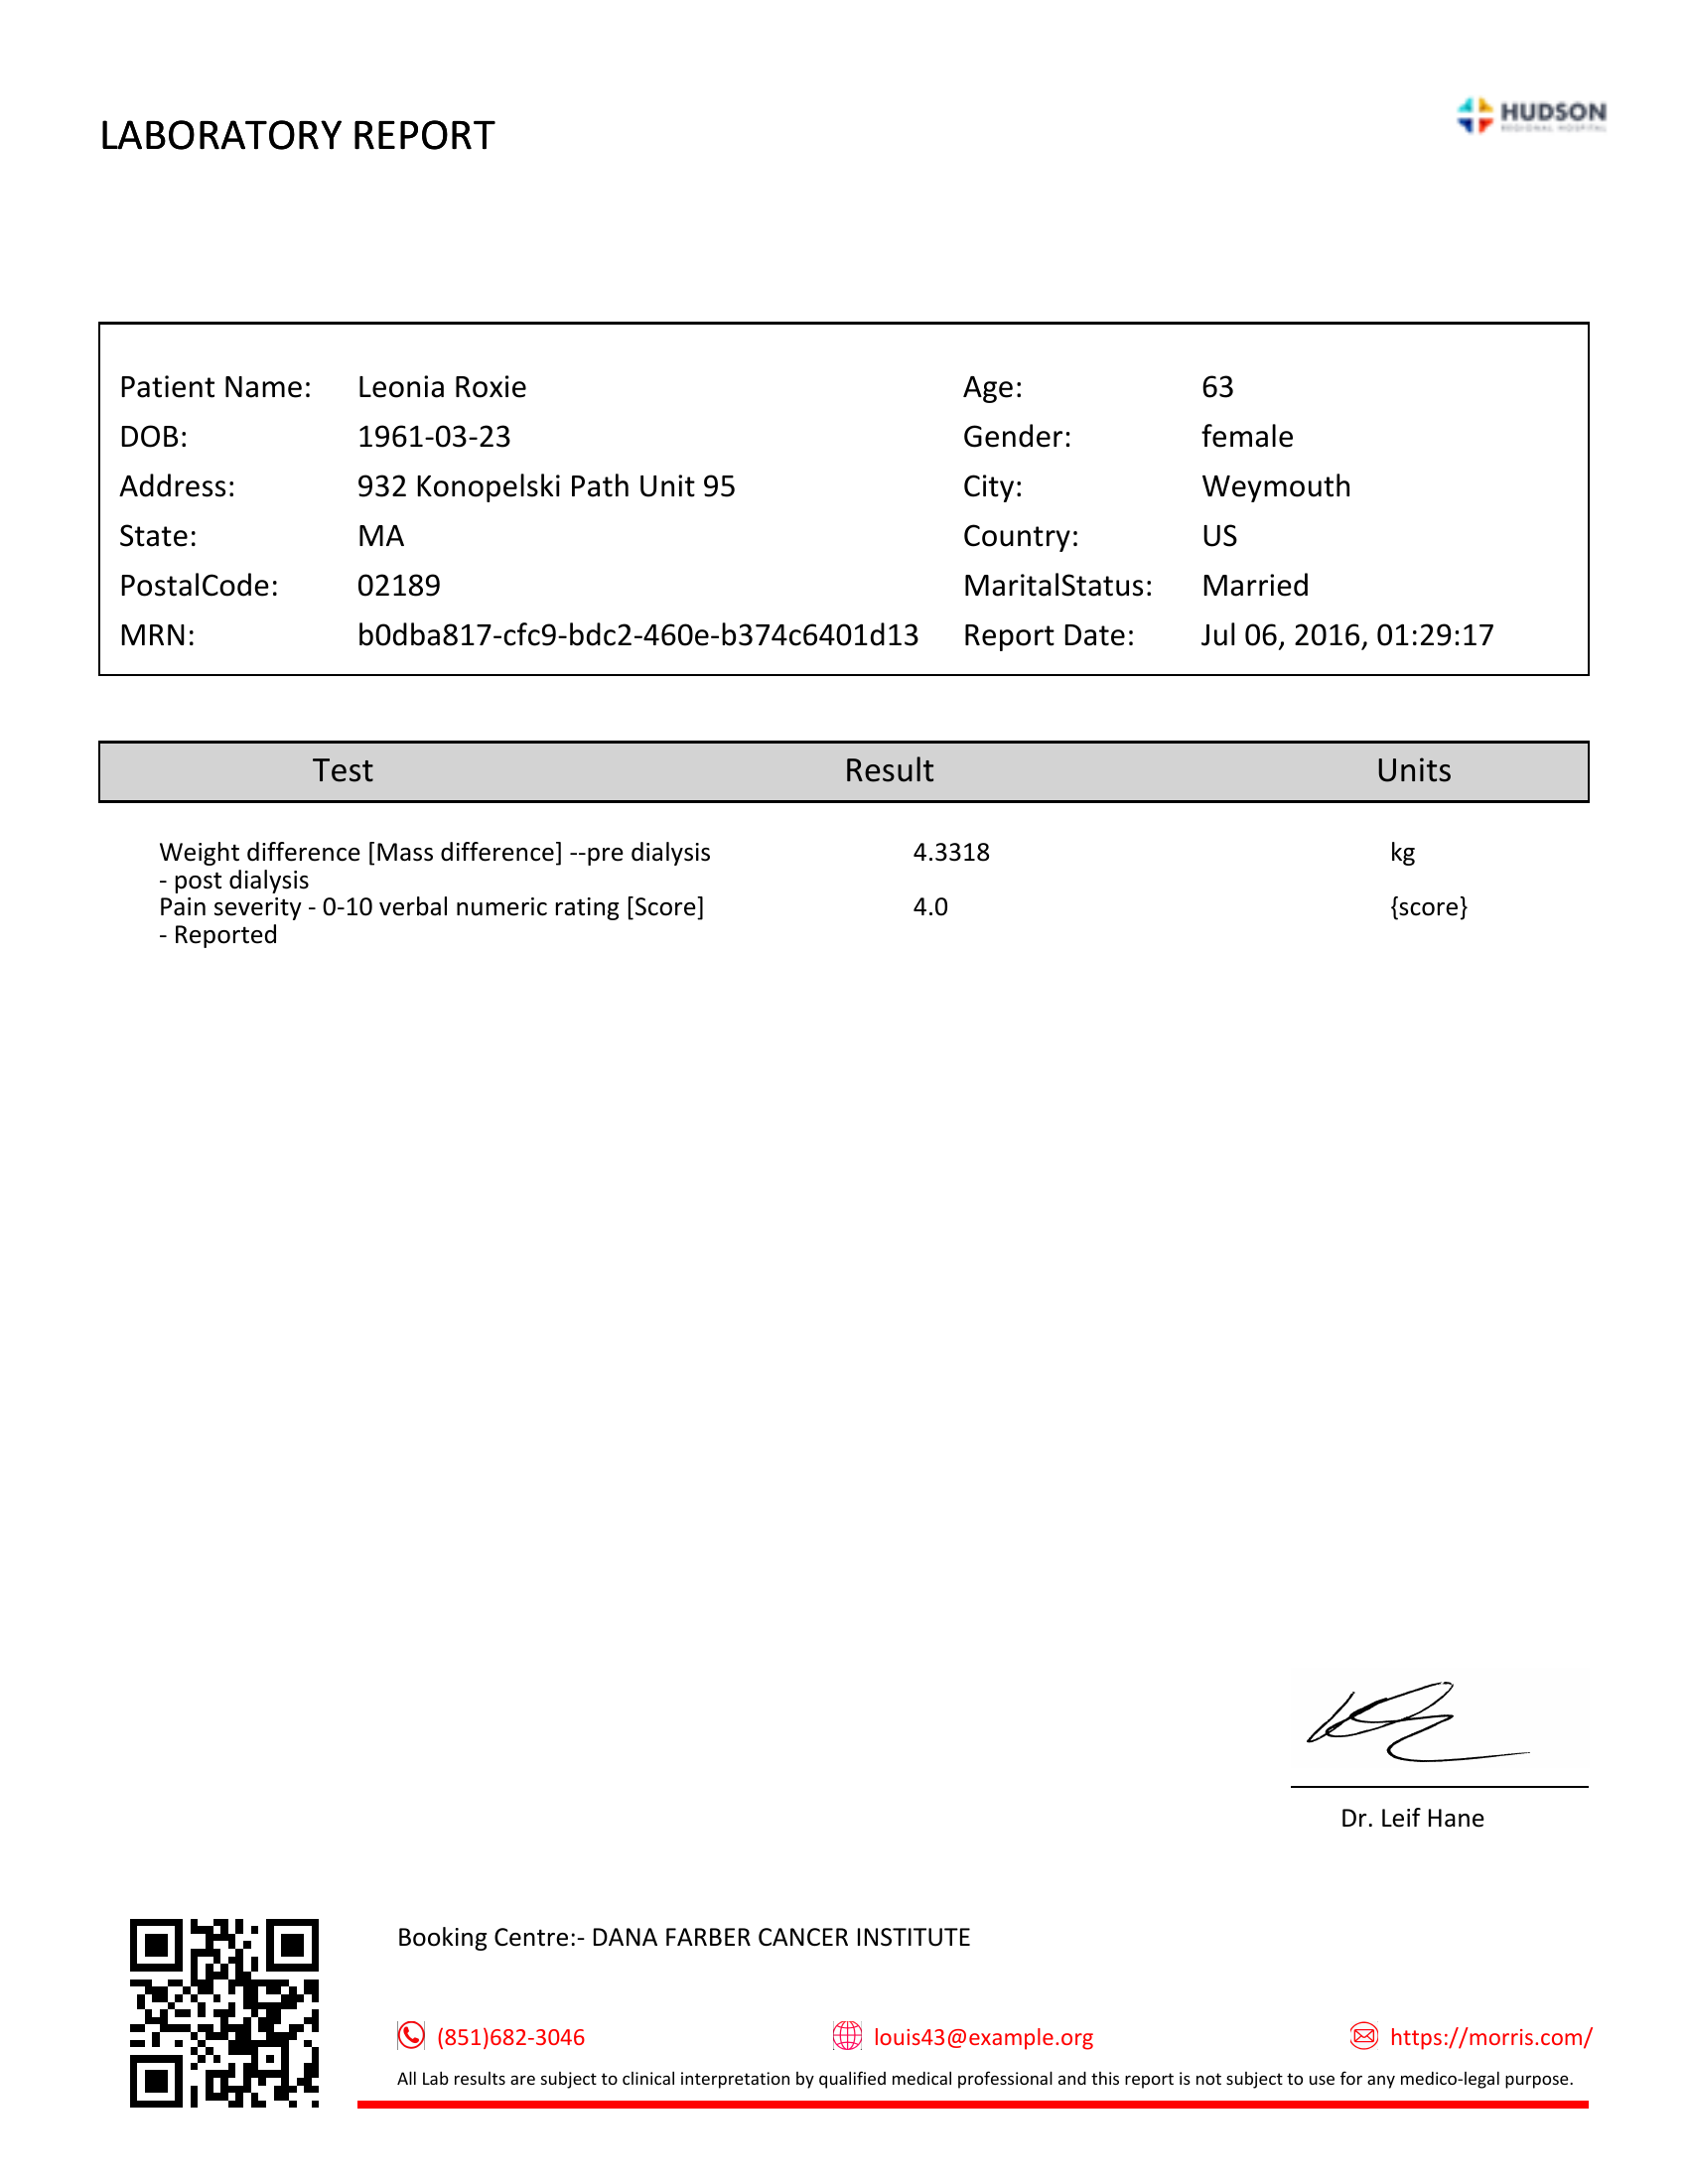 HUDSON
REGIONAL HOSPITAL
LABORATORY REPORT
Patient Name: Leonia Roxie Age: 63
DOB: 1961-03-23 Gender: female
Address: 932 Konopelski Path Unit 95 City: Weymouth
State: MA Country: US
PostalCode: 02189 MaritalStatus: Married
MRN: b0dba817-cfc9-bdc2-460e-b374c6401d13 Report Date: Jul 06, 2016, 01:29:17
Test Result Units
Weight difference [Mass difference] --pre dialysis 4.3318 kg
- post dialysis
Pain severity - 0-10 verbal numeric rating [Score] 4.0 {score}
- Reported
Dr. Leif Hane
Booking Centre:- DANA FARBER CANCER INSTITUTE
(851)682-3046 louis43@example.org https://morris.com/
All Lab results are subject to clinical interpretation by qualified medical professional and this report is not subject to use for any medico-legal purpose.